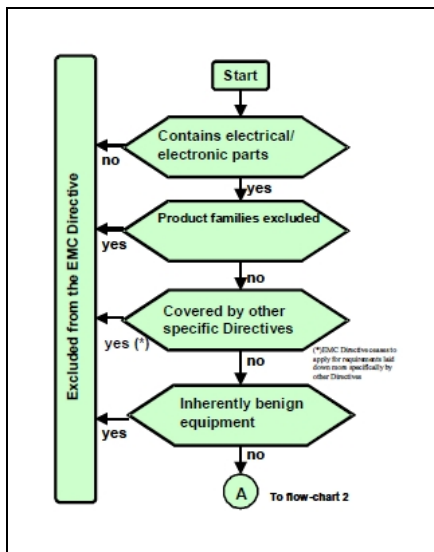 Start
Contains electrical/
electronic parts
no
yes
Product families excluded
yes
no
Covered by other
specific Directives
yes (*)
no
(*)EMC Directive ceases to
apply for requirements laid
down more specifically by
other Directives
Inherently benign
equipment
yes
no
A
To flow-chart 2
Excluded from the EMC Directive